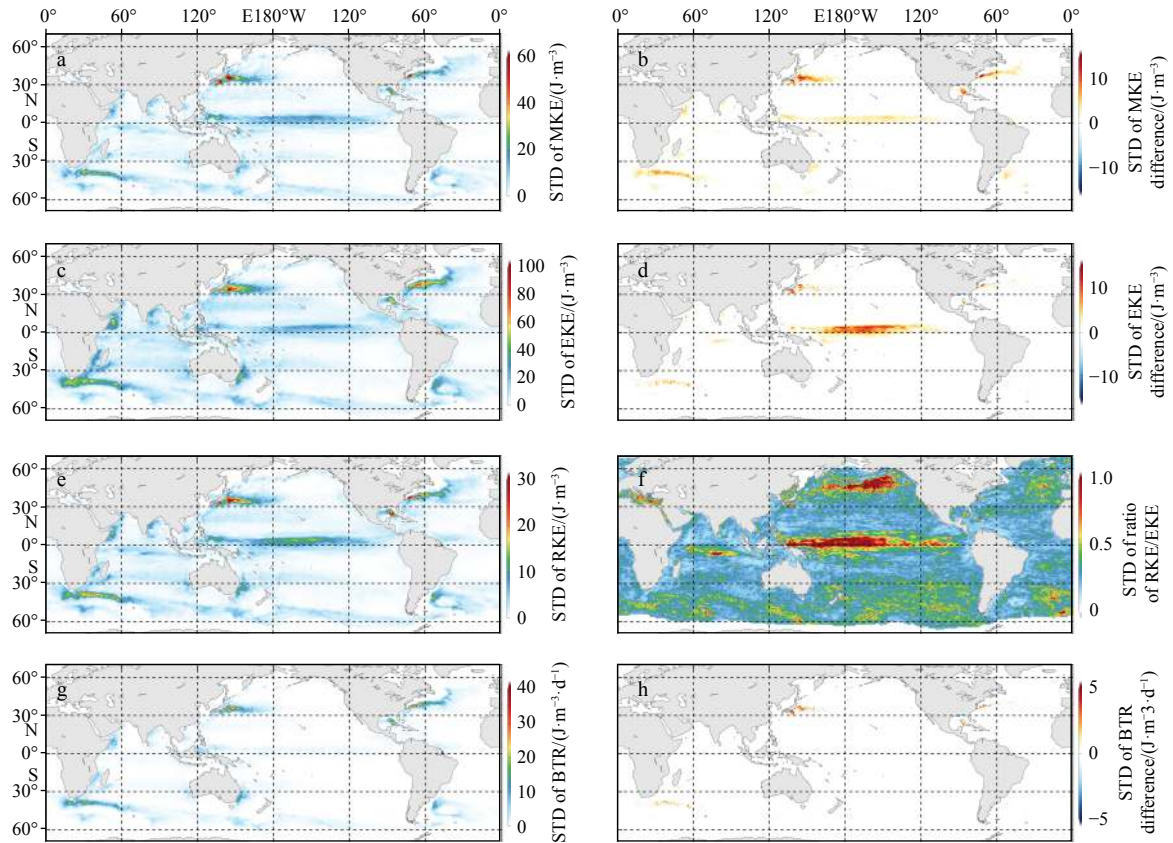 0° 60° 120° E180°W 120° 60° 0°
0° 60° 120° E180°W 120° 60° 0°
60°
30°
N
0°
S
30°
60°
a
60
40
20
0
STD of MKE/(J·m⁻³)
b
10
0
−10
STD of MKE
difference/(J·m⁻³)
60°
30°
N
0°
S
30°
60°
c
100
80
60
40
20
0
STD of EKE/(J·m⁻³)
d
10
0
−10
STD of EKE
difference/(J·m⁻³)
60°
30°
N
0°
S
30°
60°
e
30
20
10
0
STD of RKE/(J·m⁻³)
f
1.0
0.5
0
STD of ratio
of RKE/EKE
60°
30°
N
0°
S
30°
60°
g
40
30
20
10
0
STD of BTR/(J·m⁻³·d⁻¹)
h
5
0
−5
STD of BTR
difference/(J·m⁻³·d⁻¹)